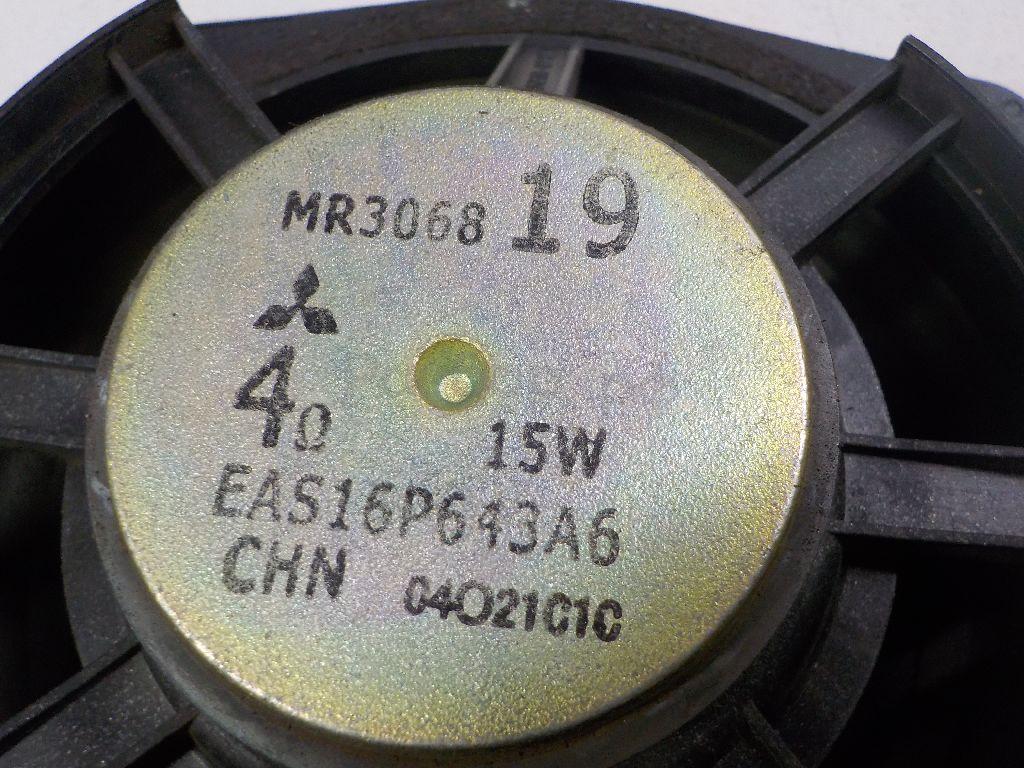 MR3068 19
4Ω
15W
EAS16P643A6
CHN 04O21C1C